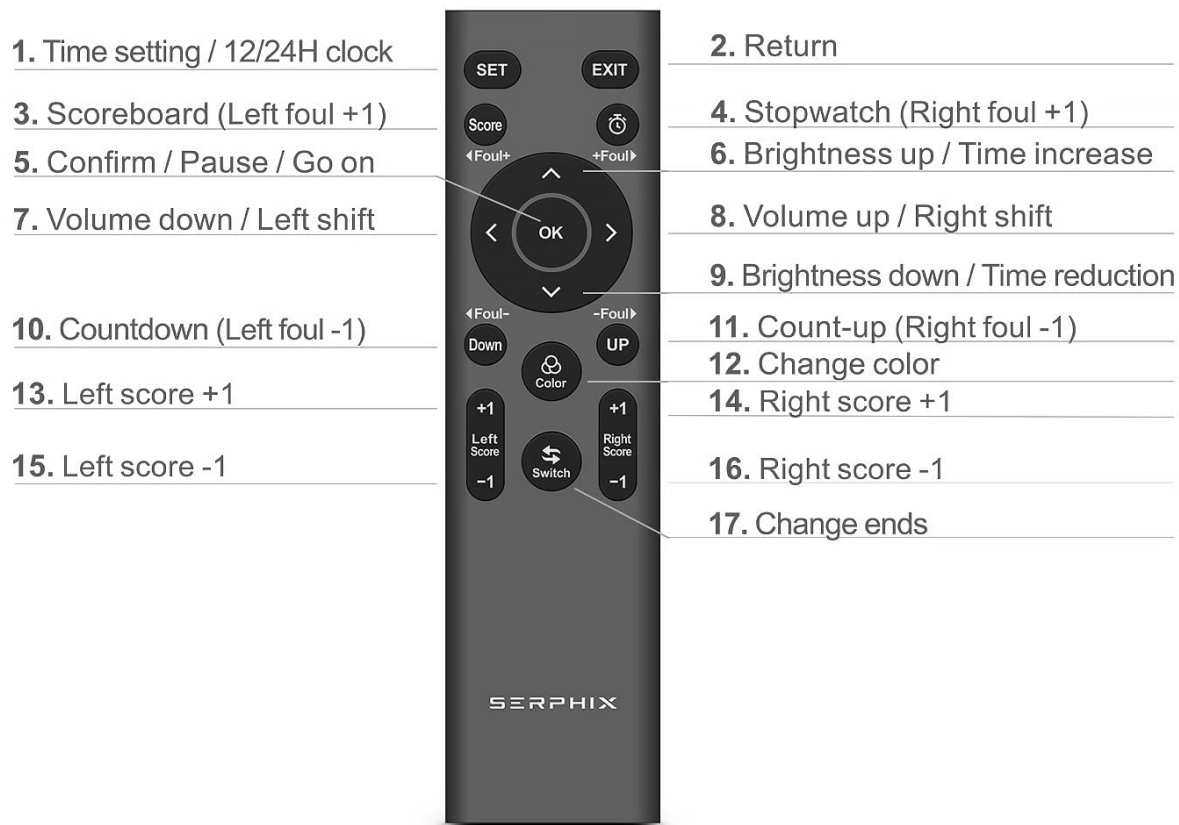 1. Time setting / 12/24H clock
2. Return
3. Scoreboard (Left foul +1)
4. Stopwatch (Right foul +1)
5. Confirm / Pause / Go on
6. Brightness up / Time increase
7. Volume down / Left shift
8. Volume up / Right shift
9. Brightness down / Time reduction
10. Countdown (Left foul -1)
11. Count-up (Right foul -1)
12. Change color
13. Left score +1
14. Right score +1
15. Left score -1
16. Right score -1
17. Change ends
SET
EXIT
Score
Foul+
+Foul
OK
Foul-
-Foul
Down
UP
Color
+1
Left
Score
−1
Switch
+1
Right
Score
−1
SERPHIX